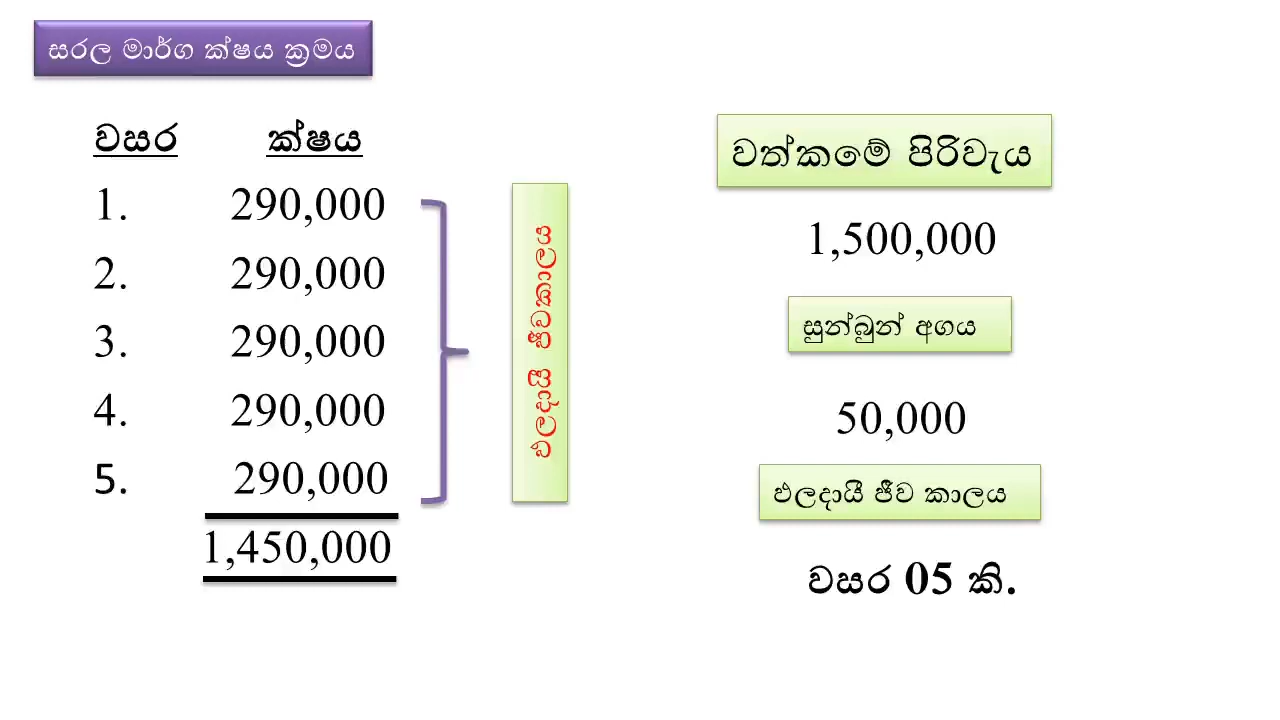 සරල මාර්ග ක්ෂය ක්‍රමය
වසර ක්ෂය
1. 290,000
2. 290,000
3. 290,000
4. 290,000
5. 290,000
1,450,000
ඵලදායී ජීවකාලය
වත්කමේ පිරිවැය
1,500,000
සුන්බුන් අගය
50,000
ඵලදායී ජීව කාලය
වසර 05 කි.